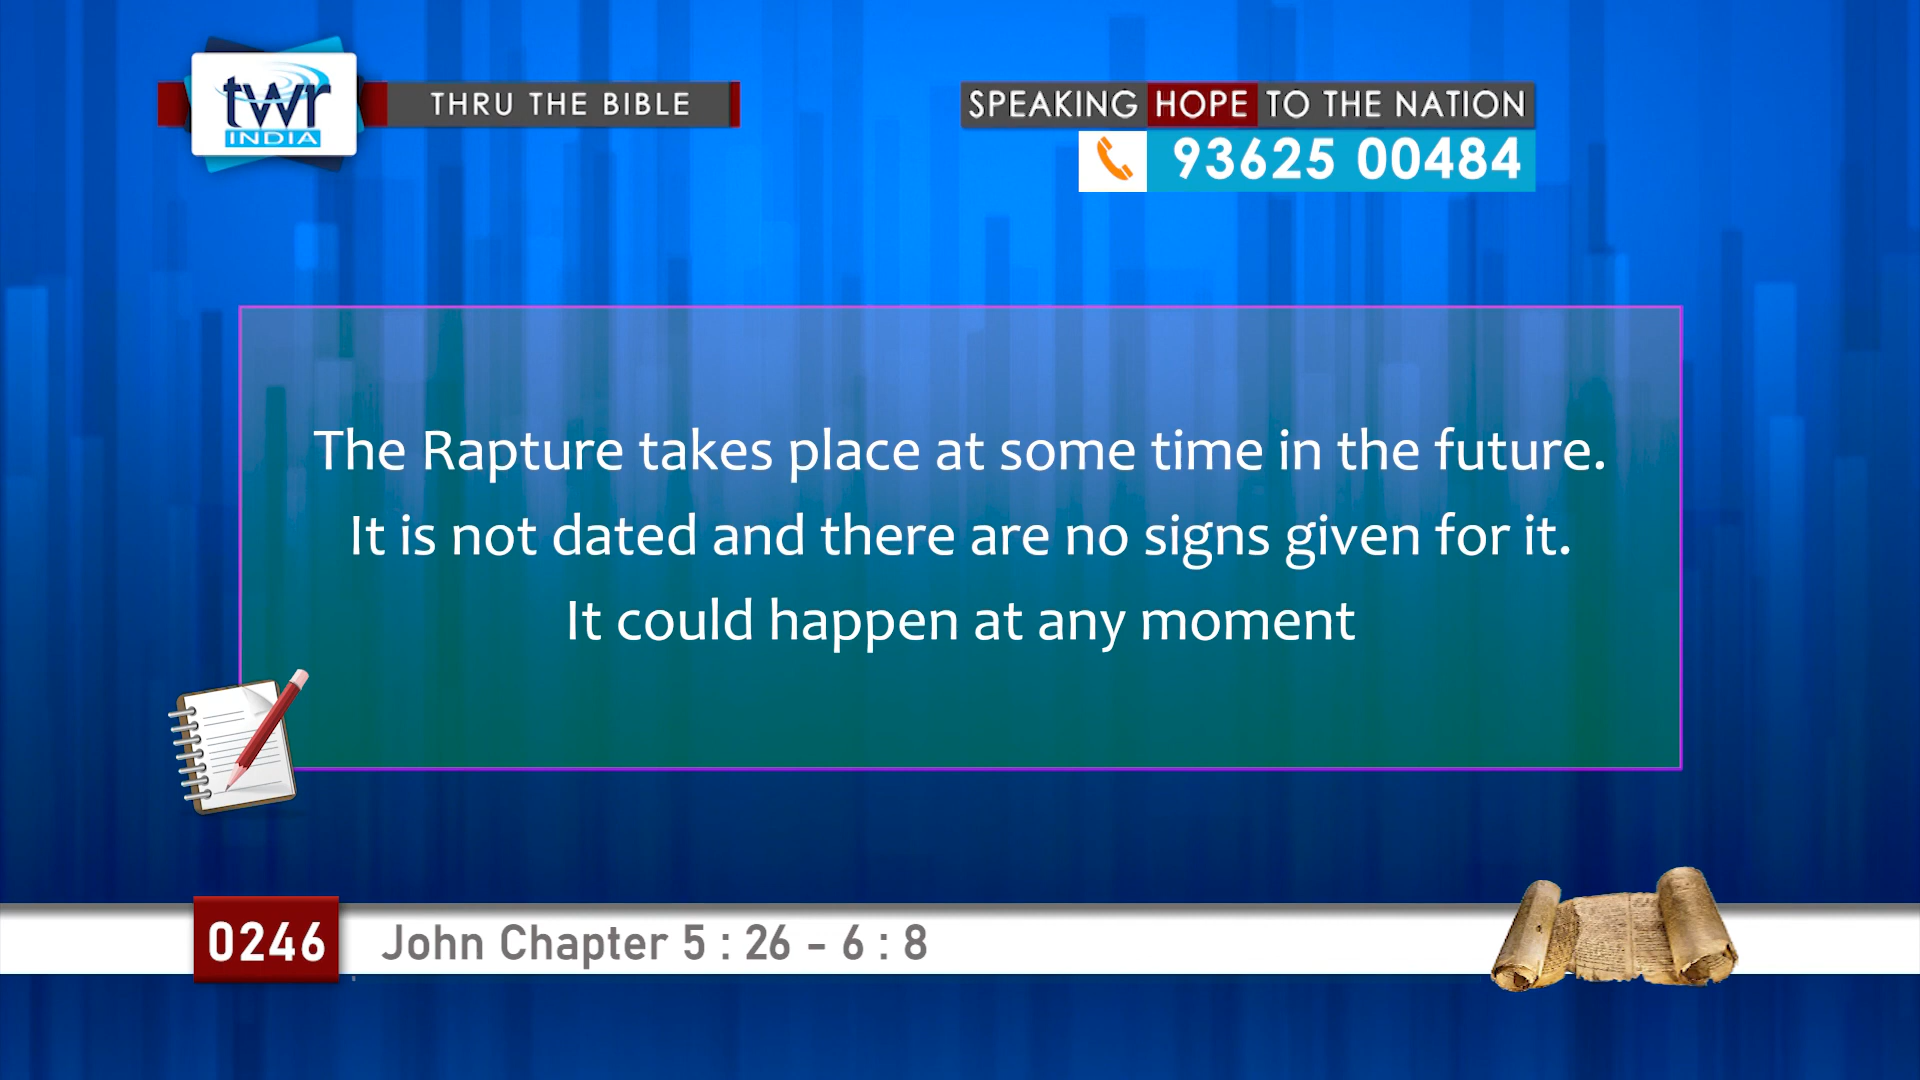 twr
INDIA
THRU THE BIBLE
SPEAKING HOPE TO THE NATION
93625 00484
The Rapture takes place at some time in the future.
It is not dated and there are no signs given for it.
It could happen at any moment
0246
John Chapter 5 : 26 - 6 : 8